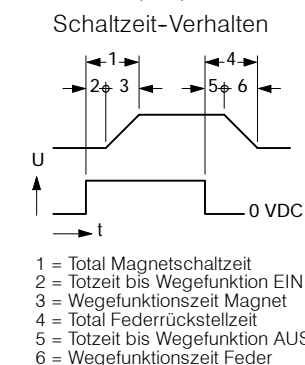 Schaltzeit-Verhalten
1 4
2 3 5 6
U
0 VDC
t
1 = Total Magnetschaltzeit
2 = Totzeit bis Wegefunktion EIN
3 = Wegefunktionszeit Magnet
4 = Total Federrückstellzeit
5 = Totzeit bis Wegefunktion AUS
6 = Wegefunktionszeit Feder